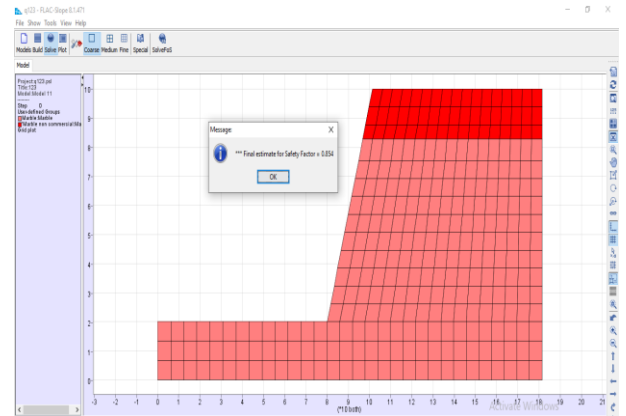 q123 - FLAC-Slope 8.1.471
File Show Tools View Help
Models Build Solve Plot Coarse Medium Fine Special SolveFoS
Model
Project:q123.psl
Title:123
Model:Model 11
Step 0
User-defined Groups
Marble:Marble
Marble non commercial:Ma
Grid plot
Message:
*** Final estimate for Safety Factor = 0.854
OK
10
9
8
7
6
5
4
3
2
1
0
-3 -2 -1 0 1 2 3 4 5 6 7 8 9 10 11 12 13 14 15 16 17 18 19 20 21
(*10 both)
Activate Windows